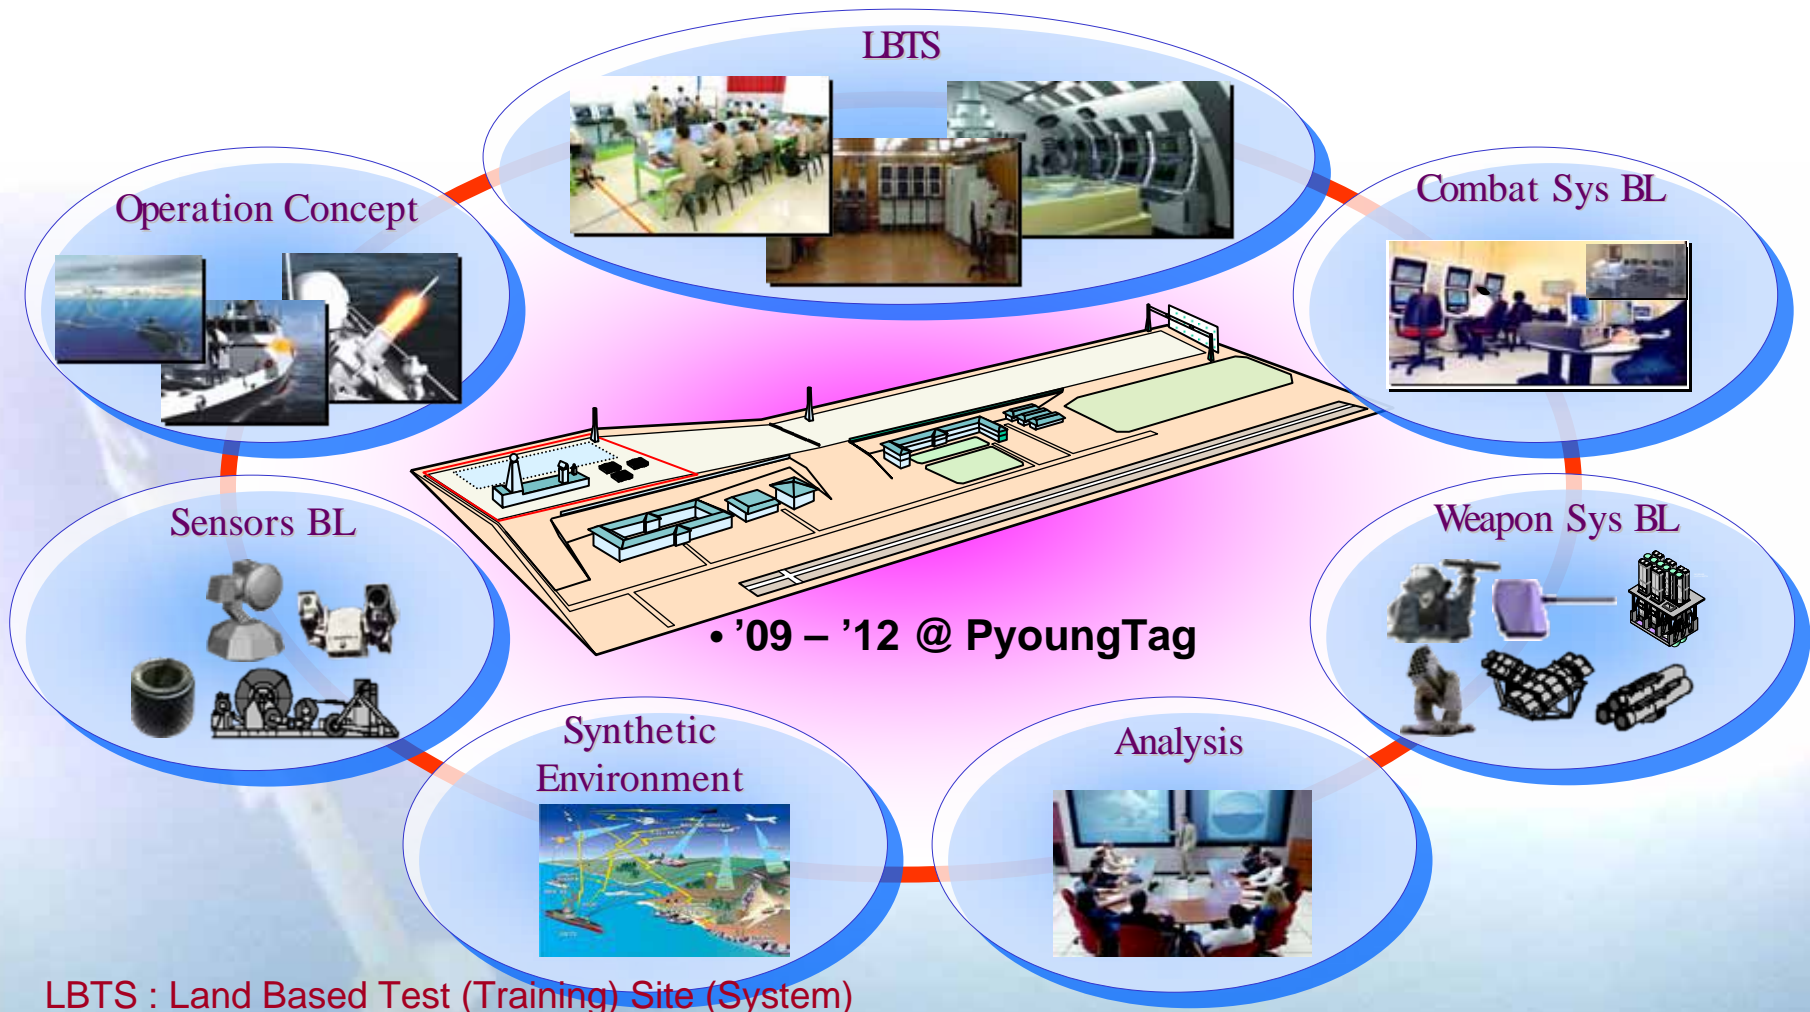 LBTS
Operation Concept
Combat Sys BL
Sensors BL
Weapon Sys BL
• ’09 – ’12 @ PyoungTag
Synthetic
Environment
Analysis
LBTS : Land Based Test (Training) Site (System)